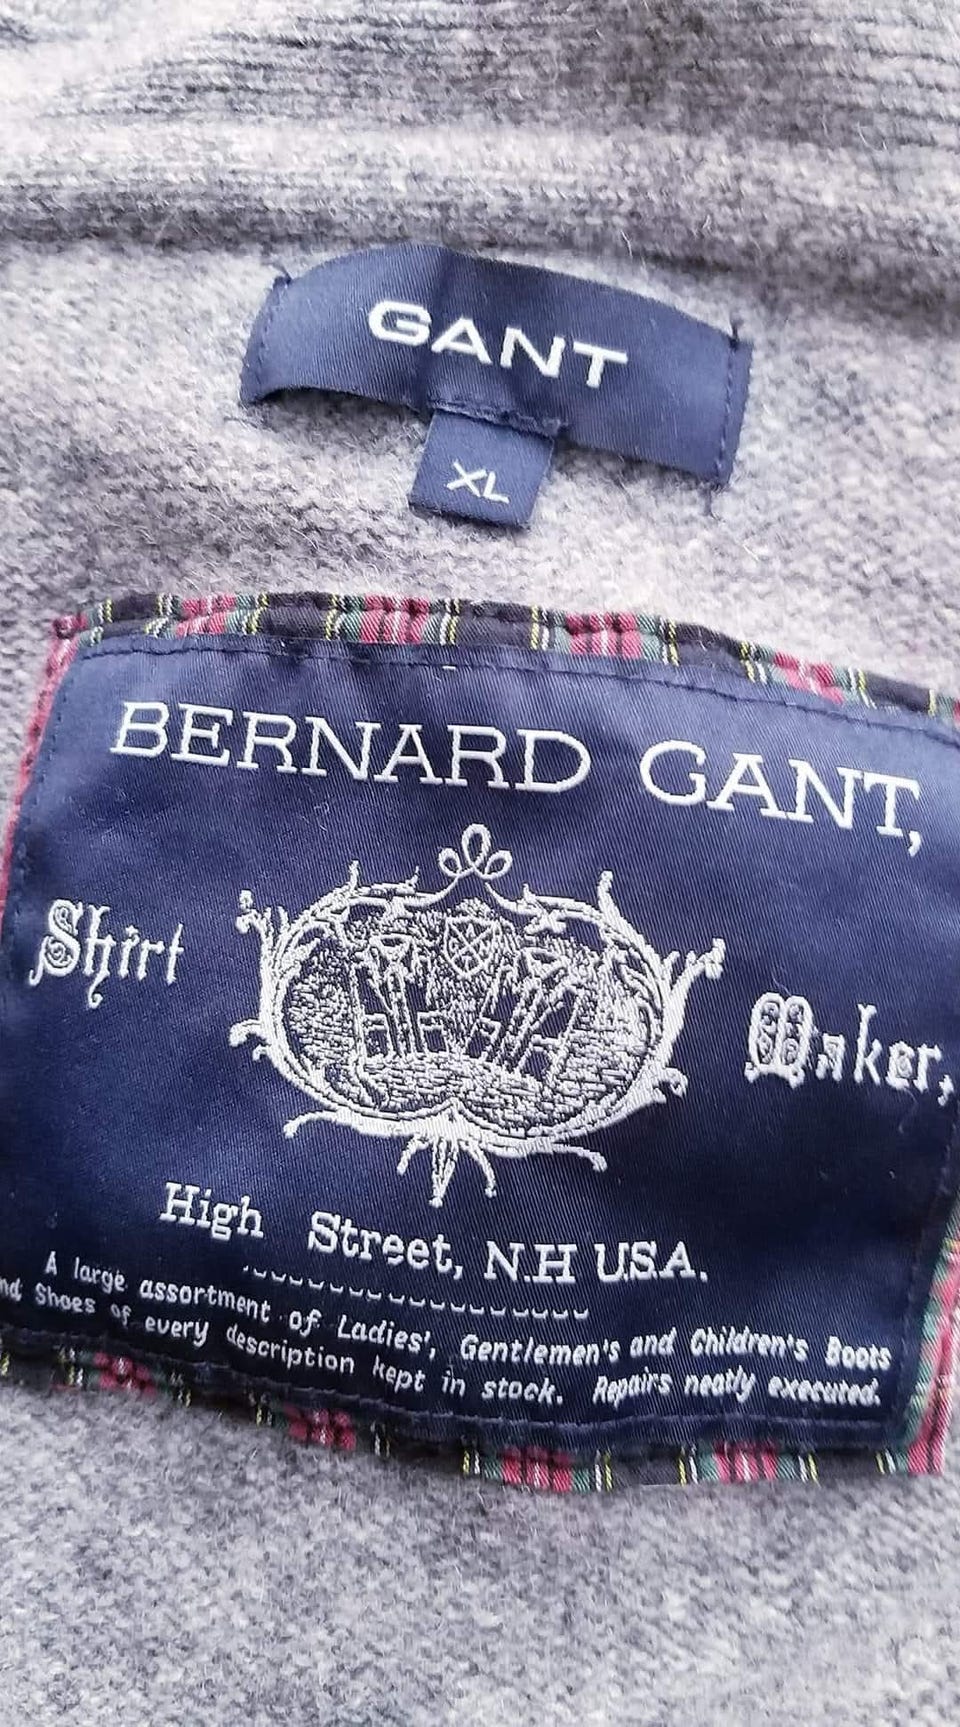 GANT
XL
BERNARD GANT,
Shirt Maker,
High Street, N.H U.S.A.
A large assortment of Ladies', Gentlemen's and Children's Boots
nd Shoes of every description kept in stock. Repairs neatly executed.